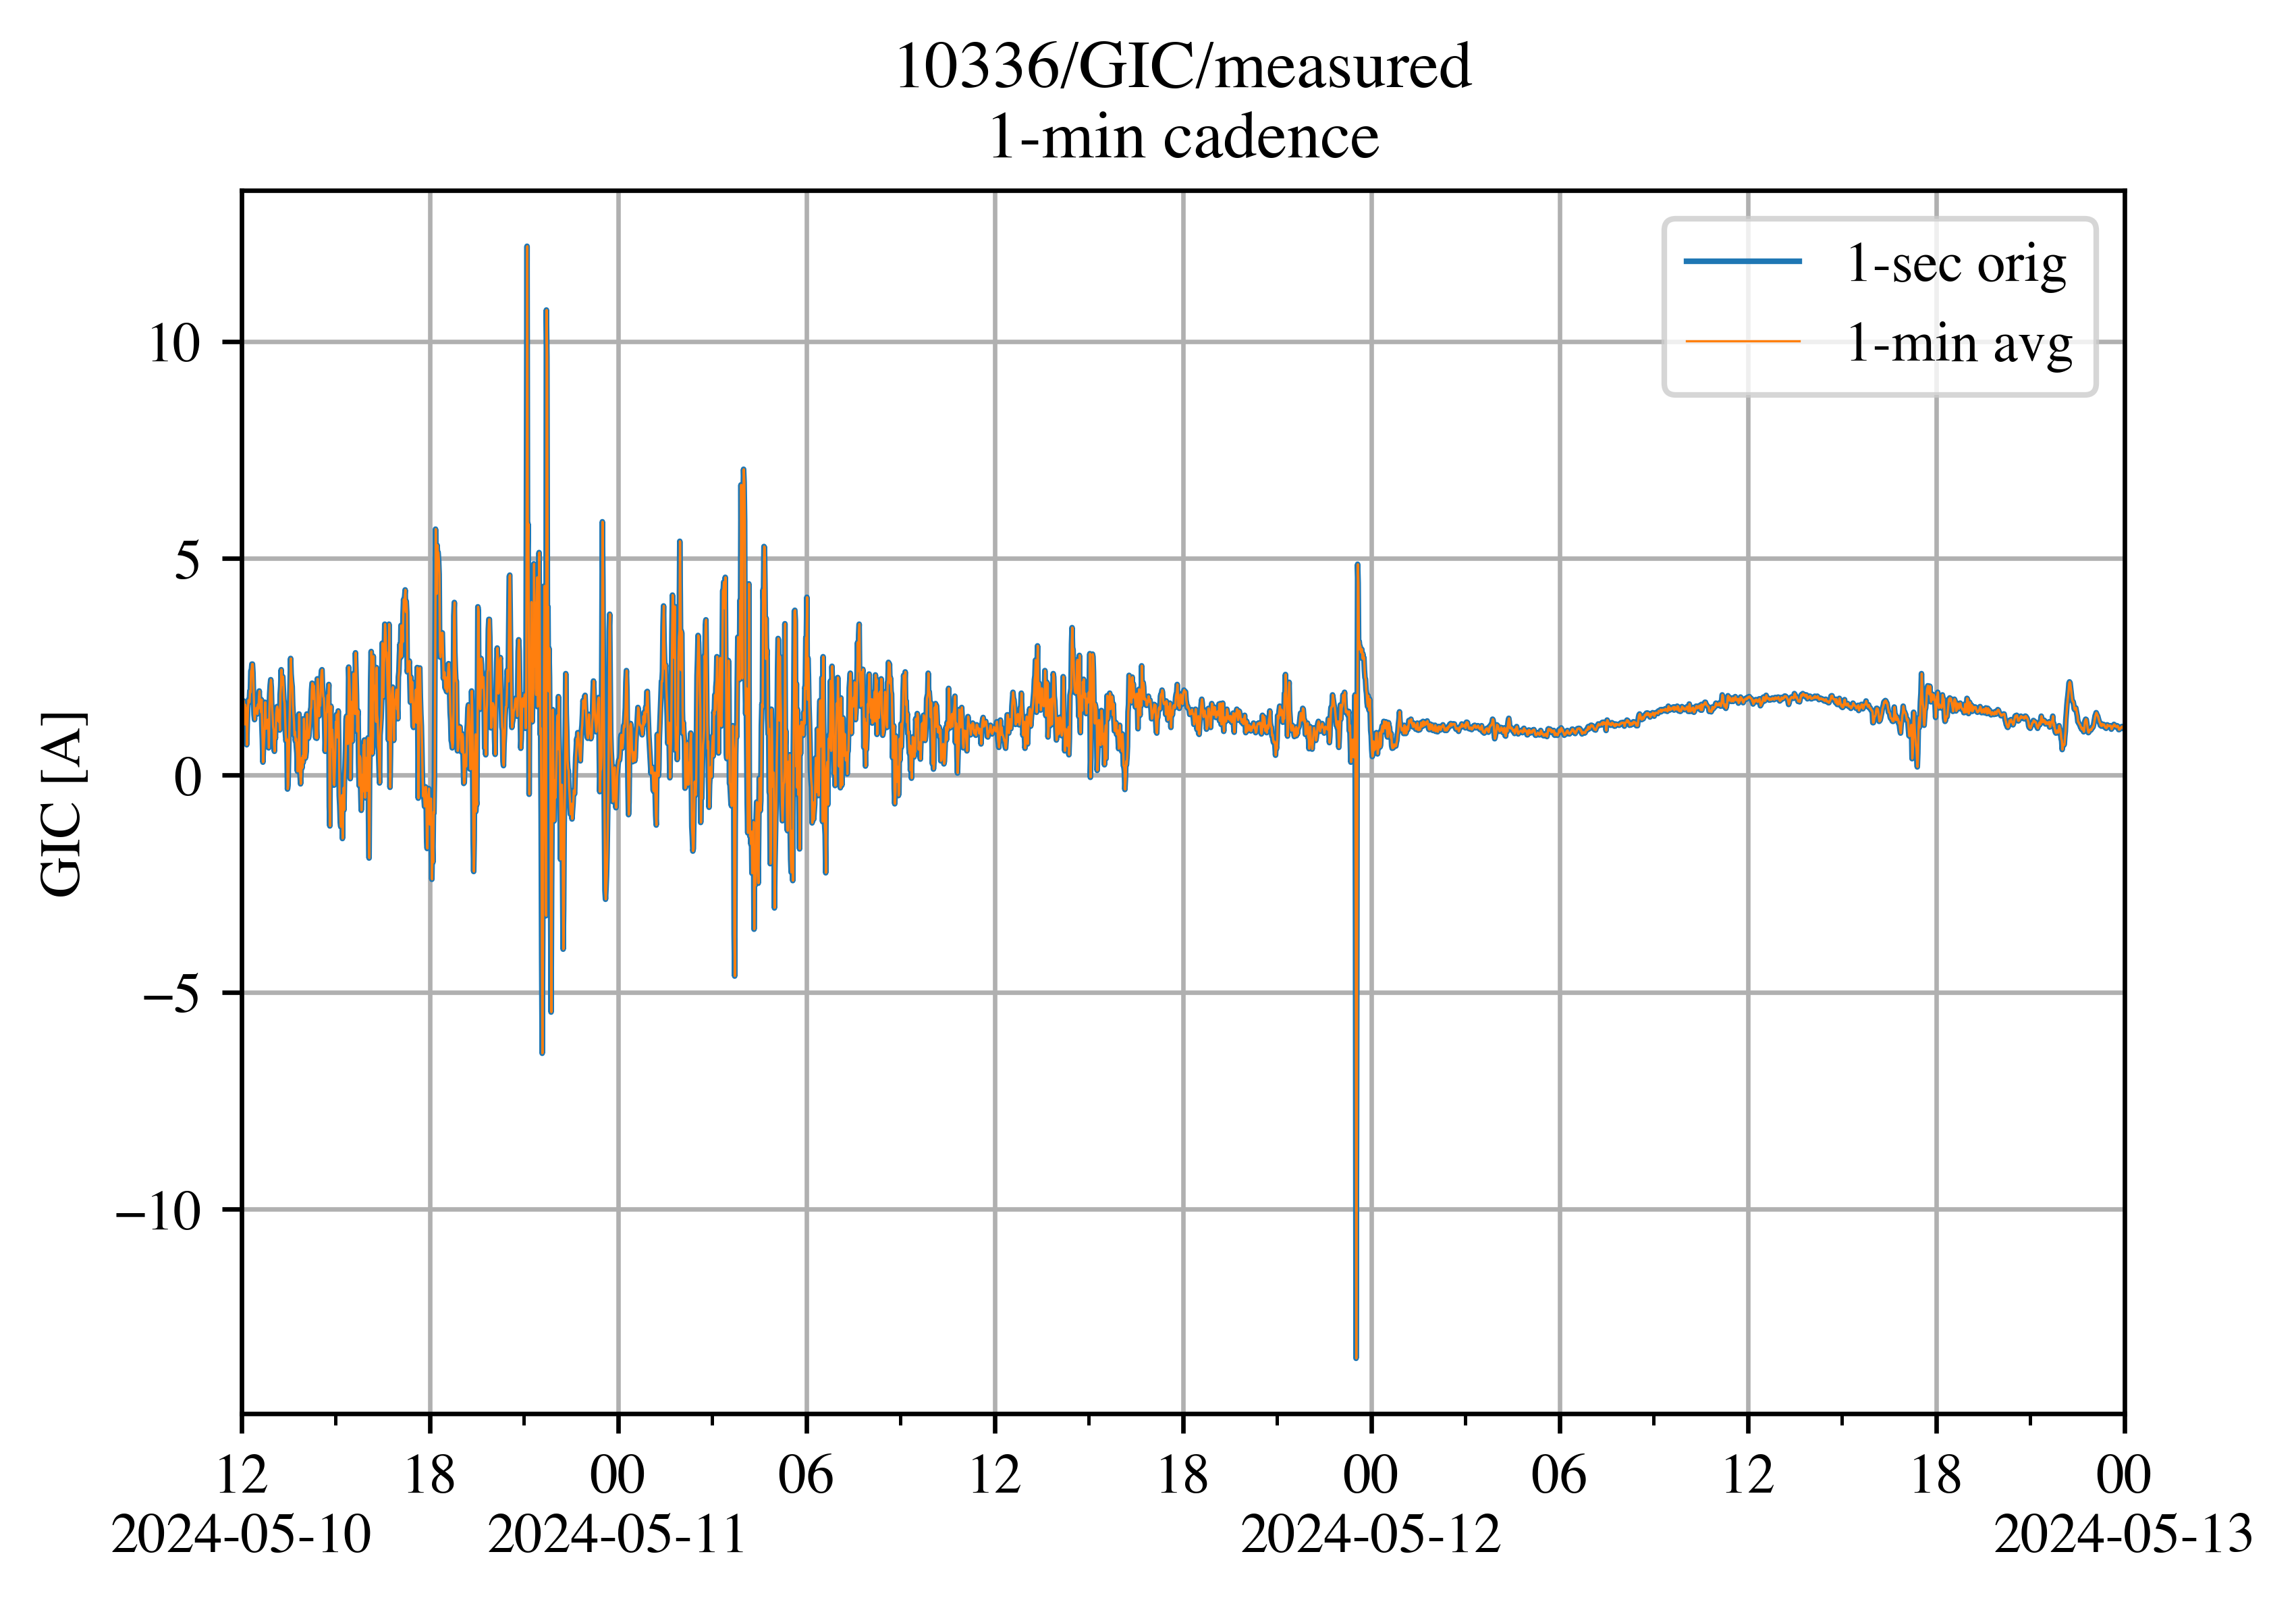 10336/GIC/measured
1-min cadence
1-sec orig
1-min avg
GIC [A]
10
5
0
−5
−10
12 18 00 06 12 18 00 06 12 18 00
2024-05-10 2024-05-11 2024-05-12 2024-05-13